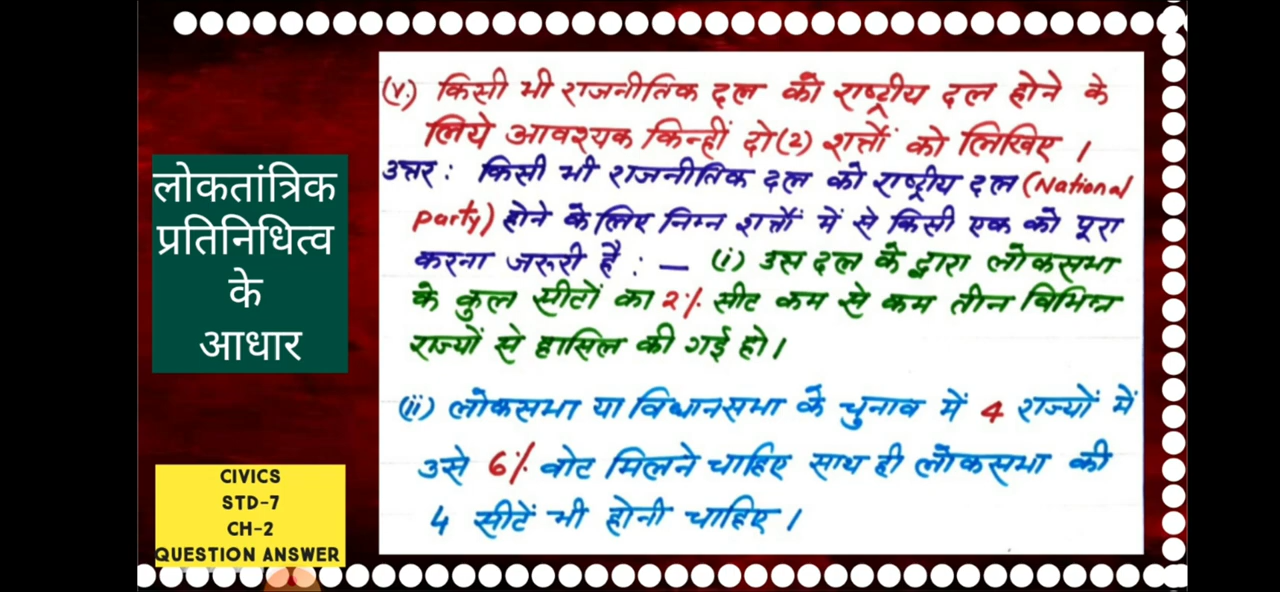 लोकतांत्रिक
प्रतिनिधित्व
के
आधार
CIVICS
STD-7
CH-2
QUESTION ANSWER
(v.) किसी भी राजनीतिक दल को राष्ट्रीय दल होने के
लिये आवश्यक किन्हीं दो(2) शर्त्तों को लिखिए ।
उत्तर : किसी भी राजनीतिक दल को राष्ट्रीय दल (National
party) होने के लिए निम्न शर्त्तों में से किसी एक को पूरा
करना जरूरी है : — (i) उस दल के द्वारा लोकसभा
के कुल सीटों का 2% सीट कम से कम तीन विभिन्न
राज्यों से हासिल की गई हो ।
(ii) लोकसभा या विधानसभा के चुनाव में 4 राज्यों में
उसे 6% वोट मिलने चाहिए साथ ही लोकसभा की
4 सीटें भी होनी चाहिए ।